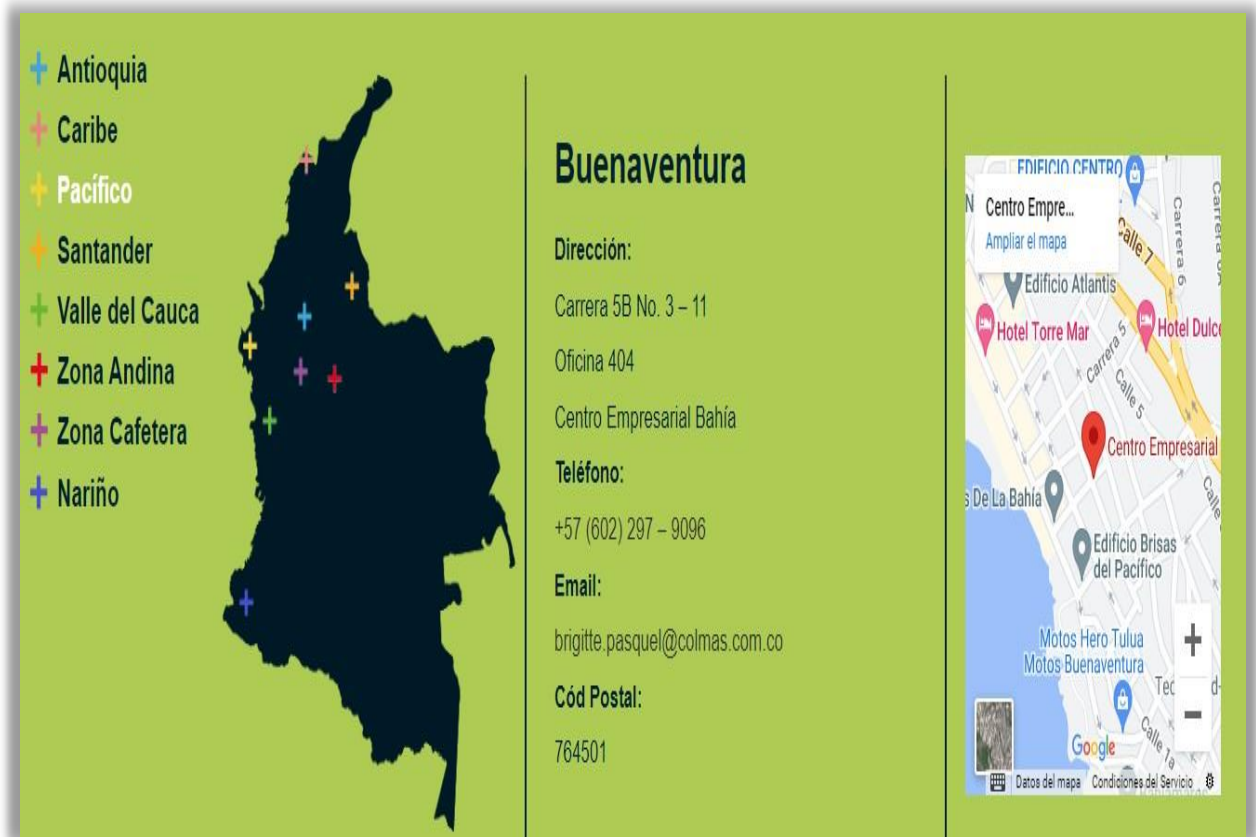 Antioquia
Caribe
Pacífico
Santander
Valle del Cauca
Zona Andina
Zona Cafetera
Nariño
Buenaventura
Dirección:
Carrera 5B No. 3 – 11
Oficina 404
Centro Empresarial Bahía
Teléfono:
+57 (602) 297 – 9096
Email:
brigitte.pasquel@colmas.com.co
Cód Postal:
764501
EDIFICIO CENTRO
Centro Empre...
Ampliar el mapa
Calle 7
Carrera 6
Carrera
Edificio Atlantis
Hotel Torre Mar
Hotel Dulce
Carrera 5
Calle 5
Centro Empresarial
s De La Bahía
Calle
Edificio Brisas
del Pacífico
Motos Hero Tulua
Motos Buenaventura
Calle 1a
Google
Datos del mapa
Condiciones del Servicio